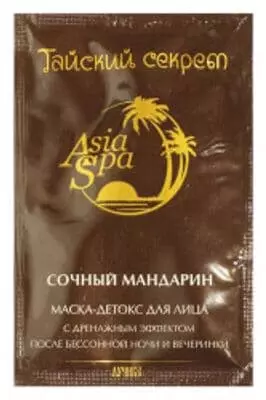 Тайский секрет
Asia
Spa
СОЧНЫЙ МАНДАРИН
МАСКА-ДЕТОКС ДЛЯ ЛИЦА
С ДРЕНАЖНЫМ ЭФФЕКТОМ
ПОСЛЕ БЕССОННОЙ НОЧИ И ВЕЧЕРИНКИ